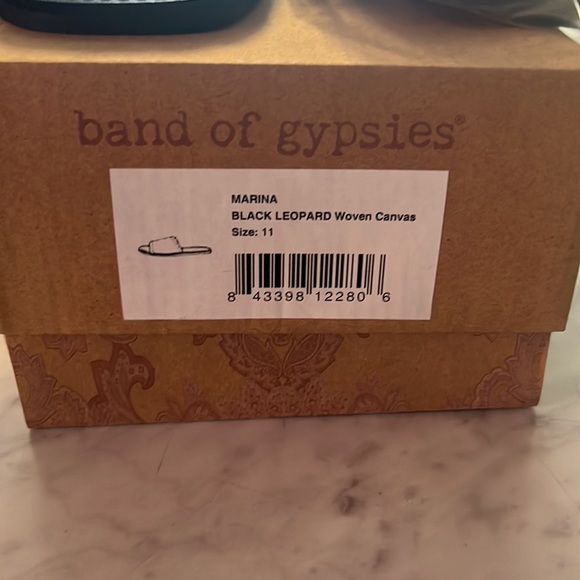 band of gypsies®
MARINA
BLACK LEOPARD Woven Canvas
Size: 11
8 43398 12280 6